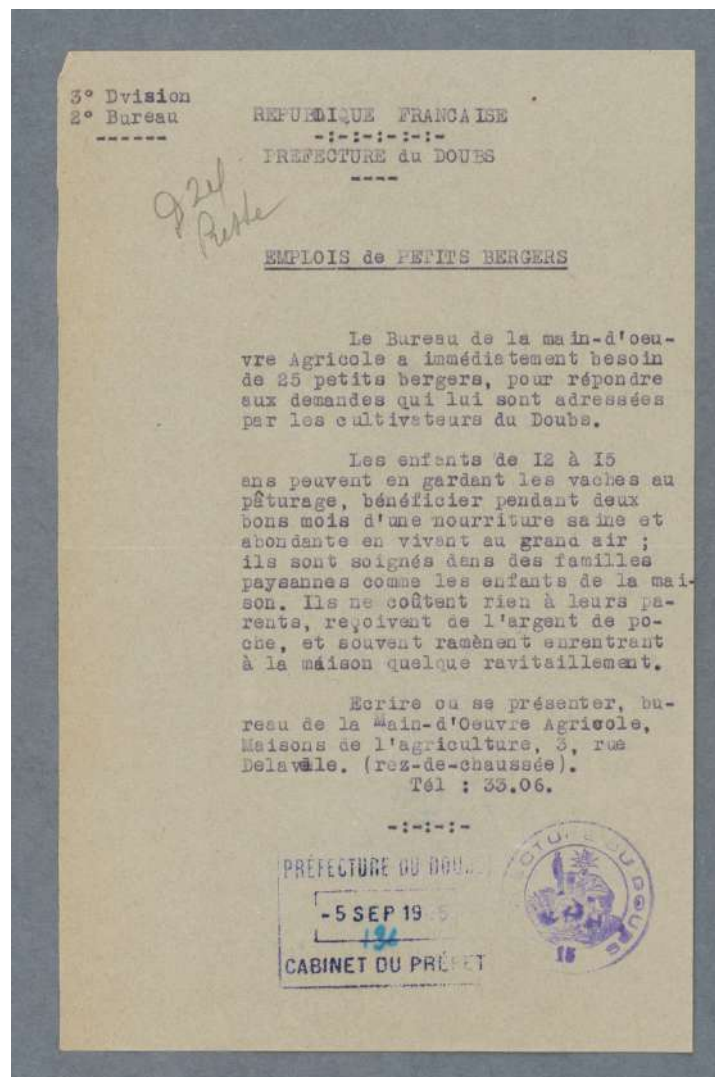 3° Dvision
2° Bureau
------
REPUBLIQUE FRANCAISE
-:-:-:-:-:-
PREFECTURE du DOUBS
----
EMPLOIS de PETITS BERGERS
Le Bureau de la main-d'oeu-
vre Agricole a immédiatement besoin
de 25 petits bergers, pour répondre
aux demandes qui lui sont adressées
par les cultivateurs du Doubs.
Les enfants de I2 à I5
ans peuvent en gardant les vaches au
pâturage, bénéficier pendant deux
bons mois d'une nourriture saine et
abondante en vivant au grand air ;
ils sont soignés dans des familles
paysannes comme les enfants de la mai-
son. Ils ne coûtent rien à leurs pa-
rents, reçoivent de l'argent de po-
che, et souvent ramènent enrentrant
à la maison quelque ravitaillement.
Ecrire ou se présenter, bu-
reau de la Main-d'Oeuvre Agricole,
Maisons de l'agriculture, 3, rue
Delavelle. (rez-de-chaussée).
Tél : 33.06.
-:-:-:-
PRÉFECTURE DU DOUBS
-5 SEP 19
136
CABINET DU PRÉFET
PRÉFECTURE DU DOUBS
15